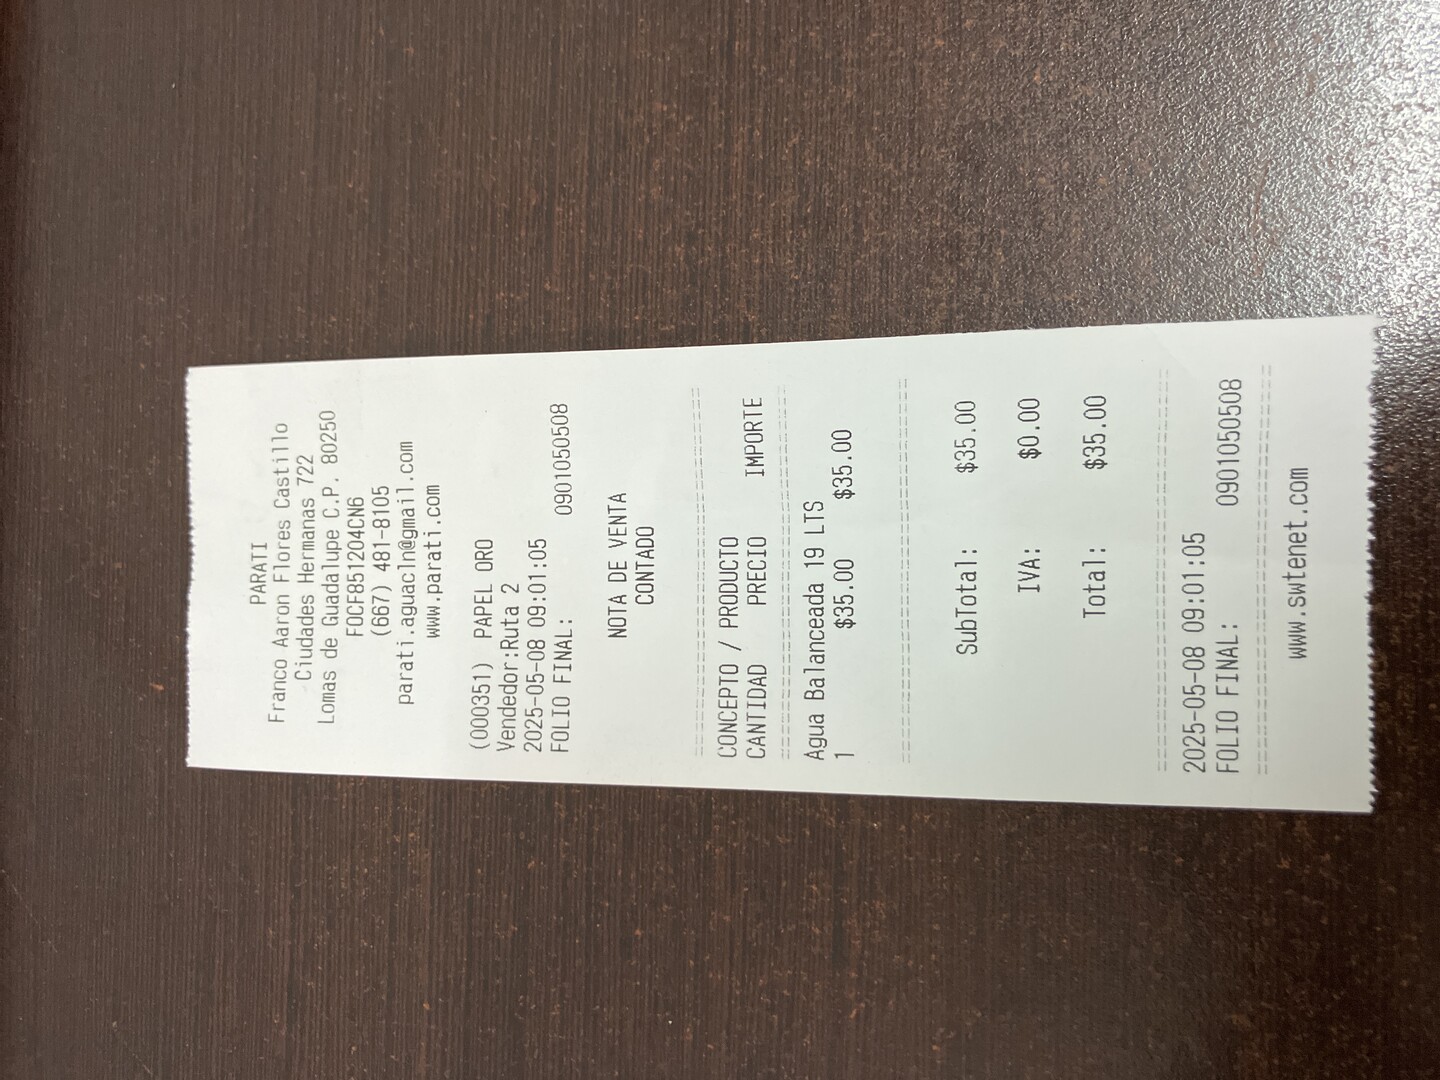 PARATI
Franco Aaron Flores Castillo
Ciudades Hermanas 722
Lomas de Guadalupe C.P. 80250
FOCF851204CN6
(667) 481-8105
parati.aguacln@gmail.com
www.parati.com
(000351) PAPEL ORO
Vendedor:Ruta 2
2025-05-08 09:01:05
FOLIO FINAL: 0901050508
NOTA DE VENTA
CONTADO
CONCEPTO / PRODUCTO
CANTIDAD PRECIO IMPORTE
Agua Balanceada 19 LTS
1 $35.00 $35.00
SubTotal: $35.00
IVA: $0.00
Total: $35.00
2025-05-08 09:01:05
FOLIO FINAL: 0901050508
www.swtenet.com